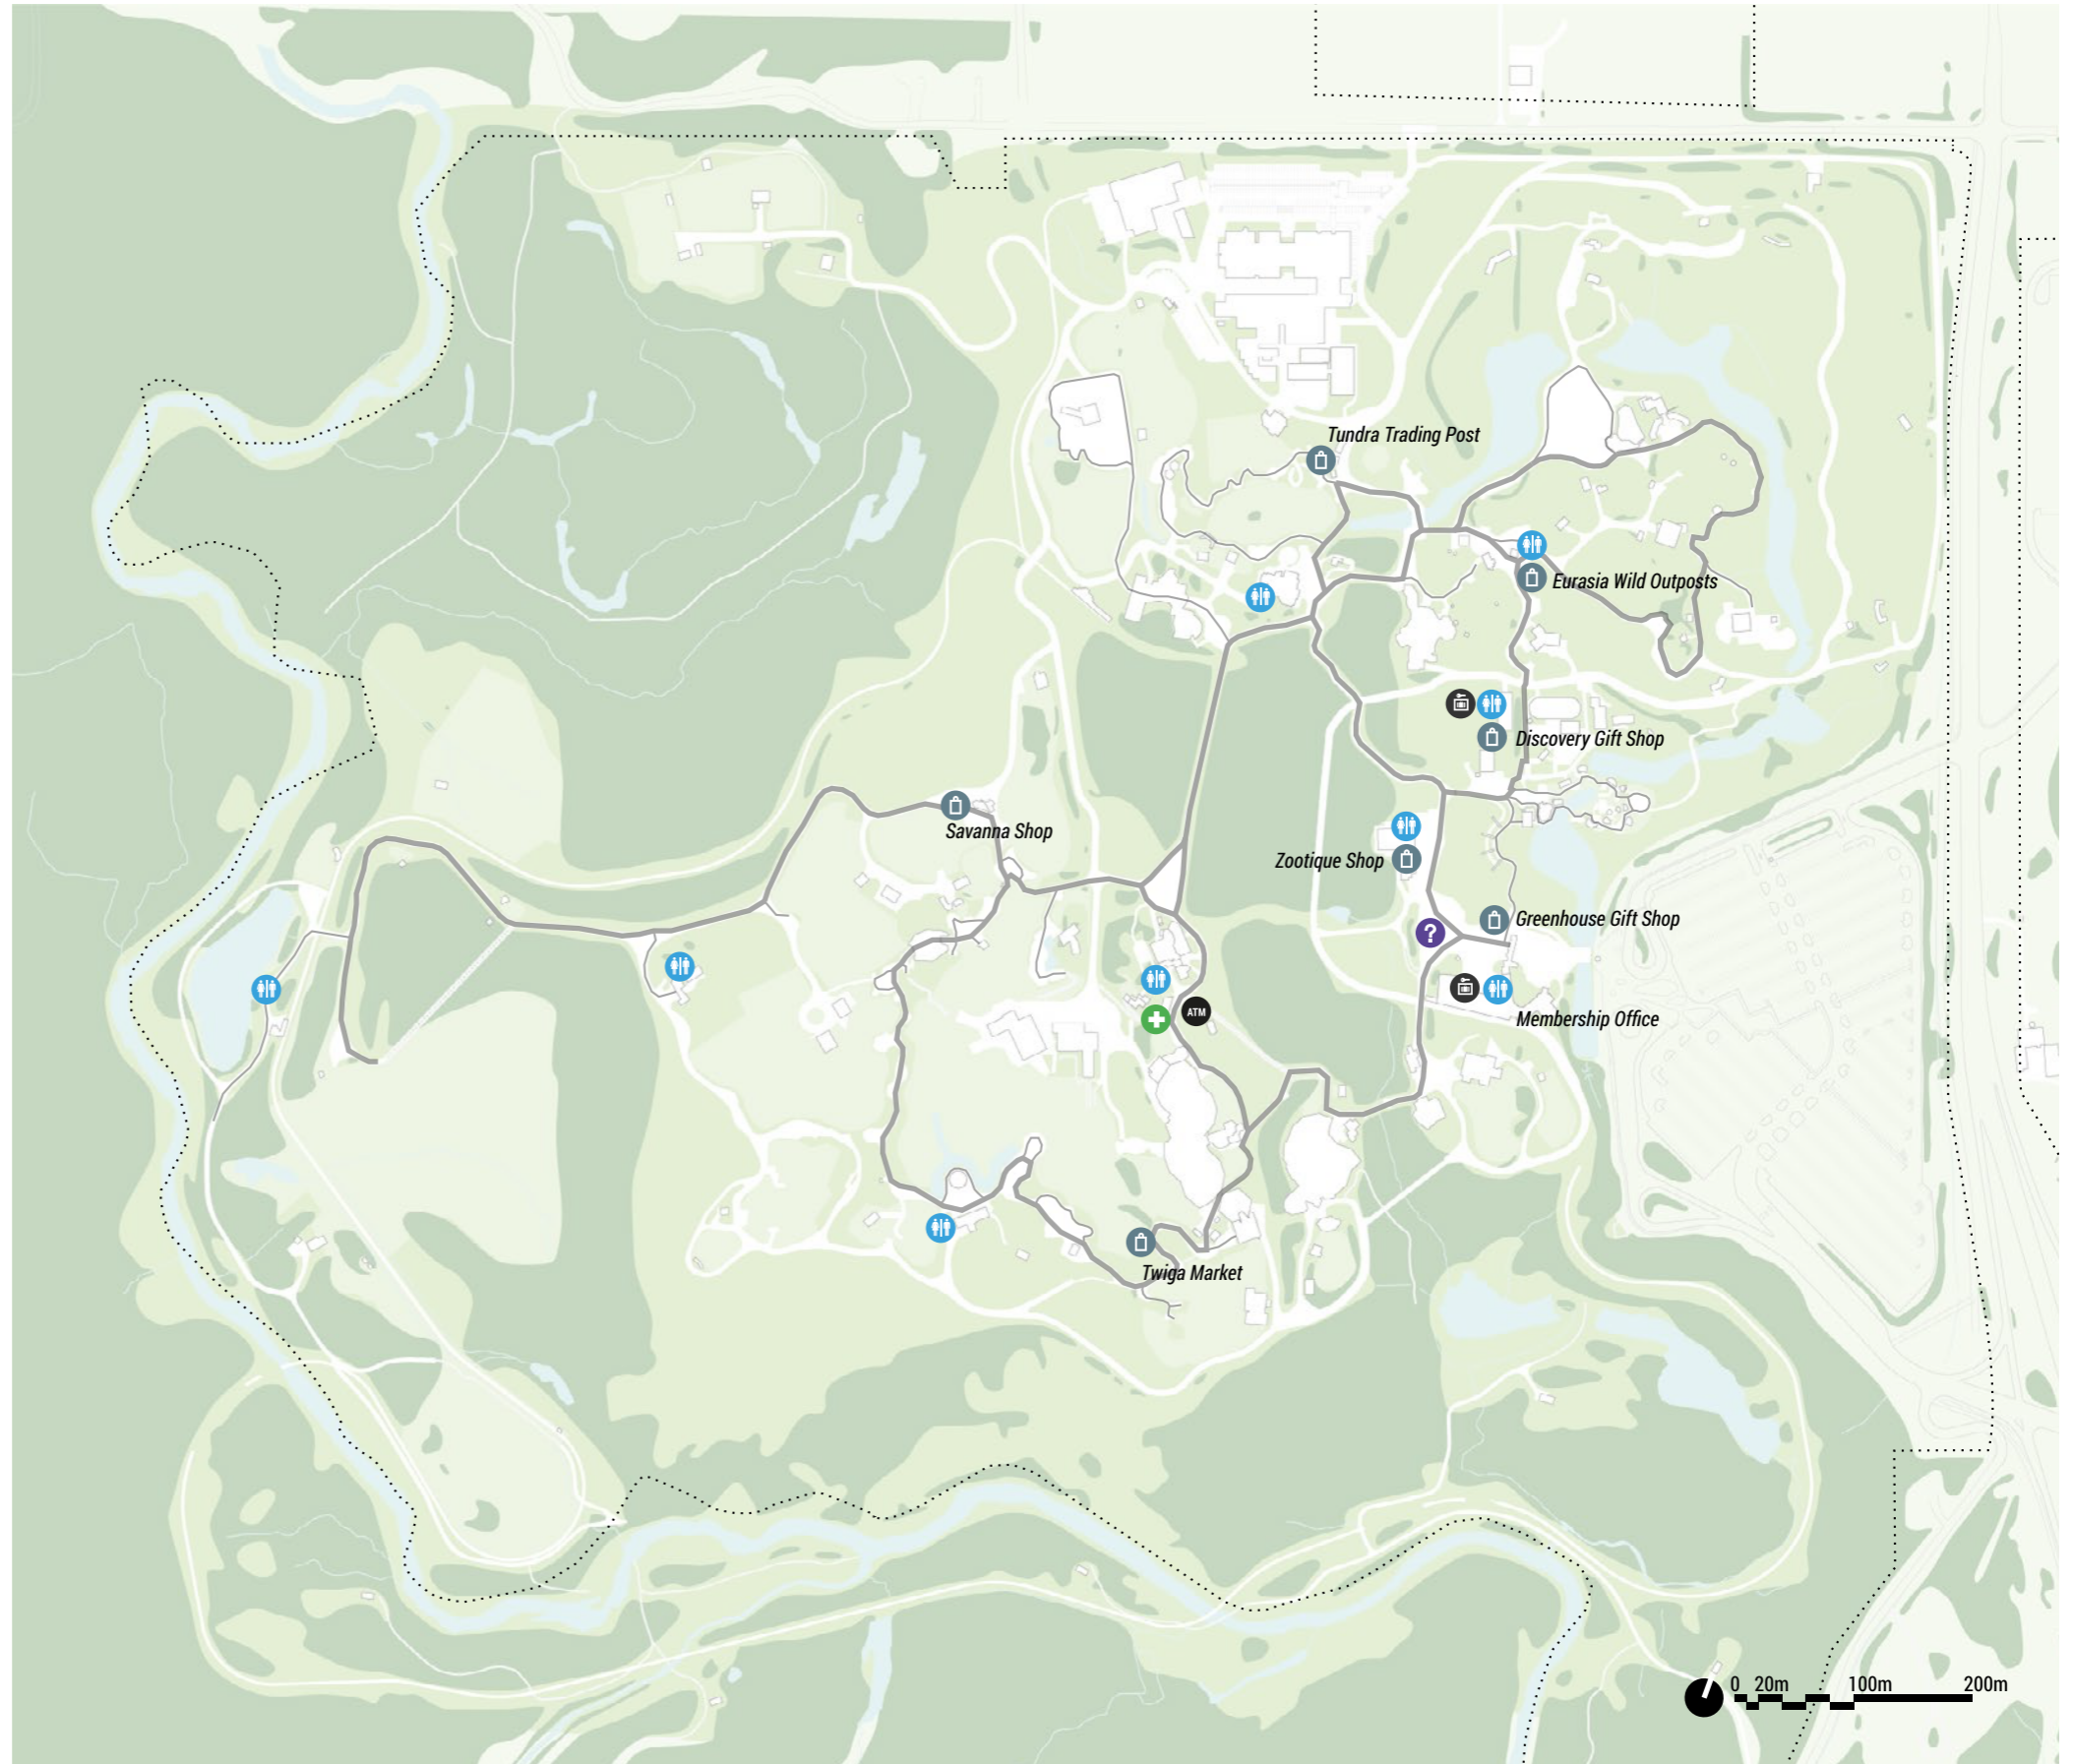 Tundra Trading Post
Eurasia Wild Outposts
Discovery Gift Shop
Savanna Shop
Zootique Shop
Greenhouse Gift Shop
?
ATM
Membership Office
Twiga Market
0 20m 100m 200m